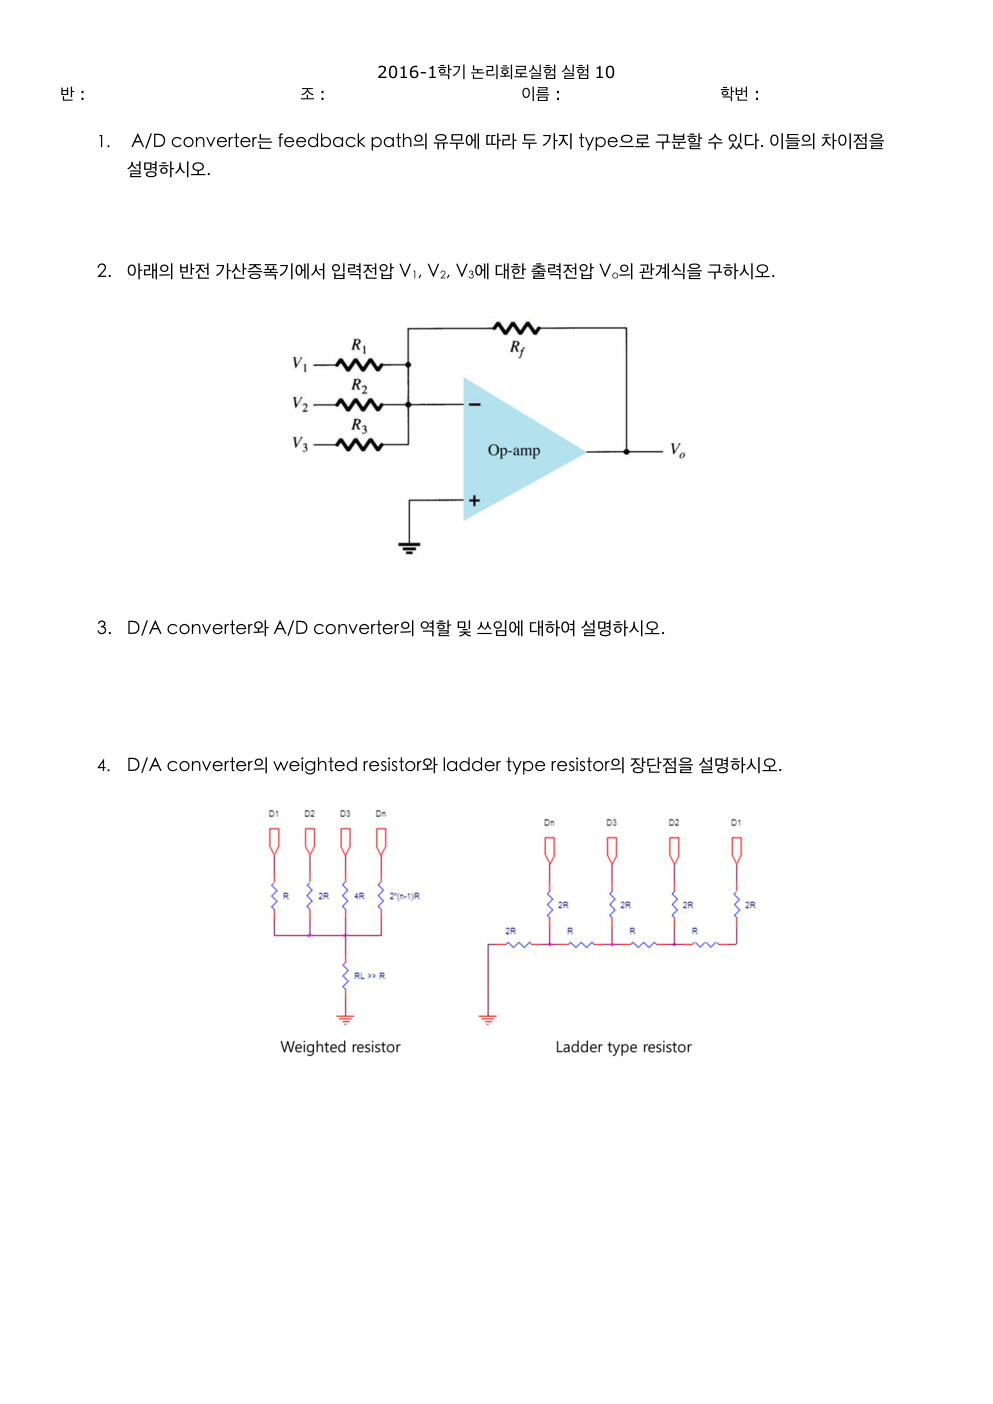 2016-1학기 논리회로실험 실험 10
반 : 조 : 이름 : 학번 :
1. A/D converter는 feedback path의 유무에 따라 두 가지 type으로 구분할 수 있다. 이들의 차이점을
설명하시오.
2. 아래의 반전 가산증폭기에서 입력전압 V1, V2, V3에 대한 출력전압 Vo의 관계식을 구하시오.
Rf
R1
V1
R2
V2
R3
V3
−
Op-amp
Vo
+
3. D/A converter와 A/D converter의 역할 및 쓰임에 대하여 설명하시오.
4. D/A converter의 weighted resistor와 ladder type resistor의 장단점을 설명하시오.
D1 D2 D3 Dn
R 2R 4R 2^(n-1)R
RL >> R
Weighted resistor
Dn D3 D2 D1
2R 2R 2R 2R
2R R R R
Ladder type resistor